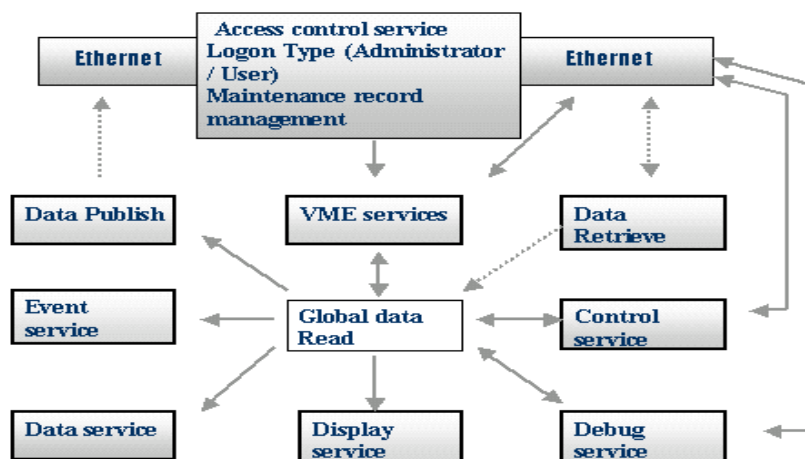 Access control service
Logon Type (Administrator
/ User)
Maintenance record
management
Ethernet
Ethernet
Data Publish
VME services
Data
Retrieve
Event
service
Global data
Read
Control
service
Data service
Display
service
Debug
service